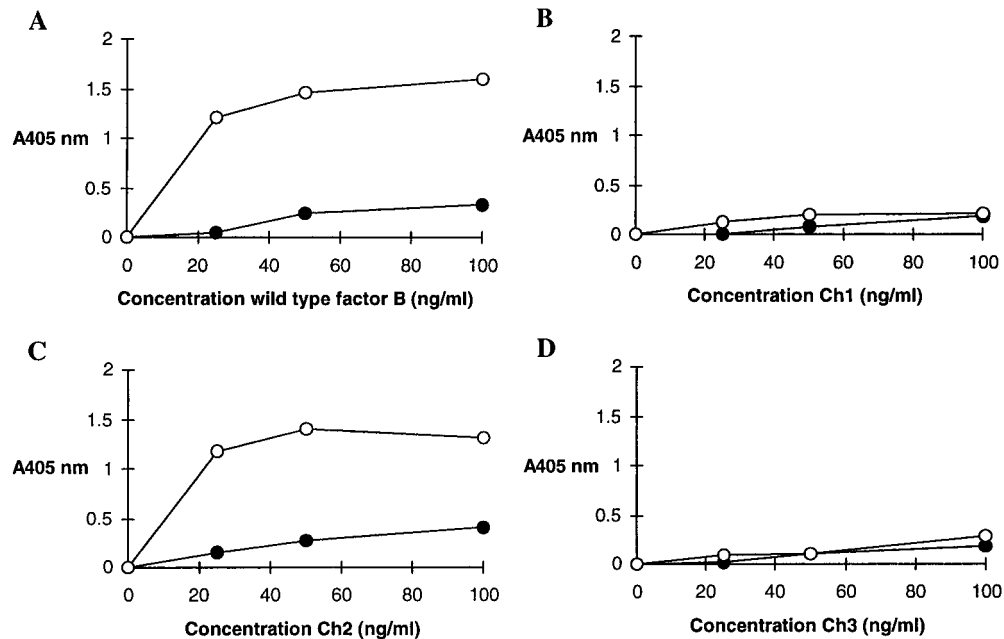 A
2
1.5
A405 nm
1
0.5
0
0 20 40 60 80 100
Concentration wild type factor B (ng/ml)
B
2
1.5
A405 nm
1
0.5
0
0 20 40 60 80 100
Concentration Ch1 (ng/ml)
C
2
1.5
A405 nm
1
0.5
0
0 20 40 60 80 100
Concentration Ch2 (ng/ml)
D
2
1.5
A405 nm
1
0.5
0
0 20 40 60 80 100
Concentration Ch3 (ng/ml)